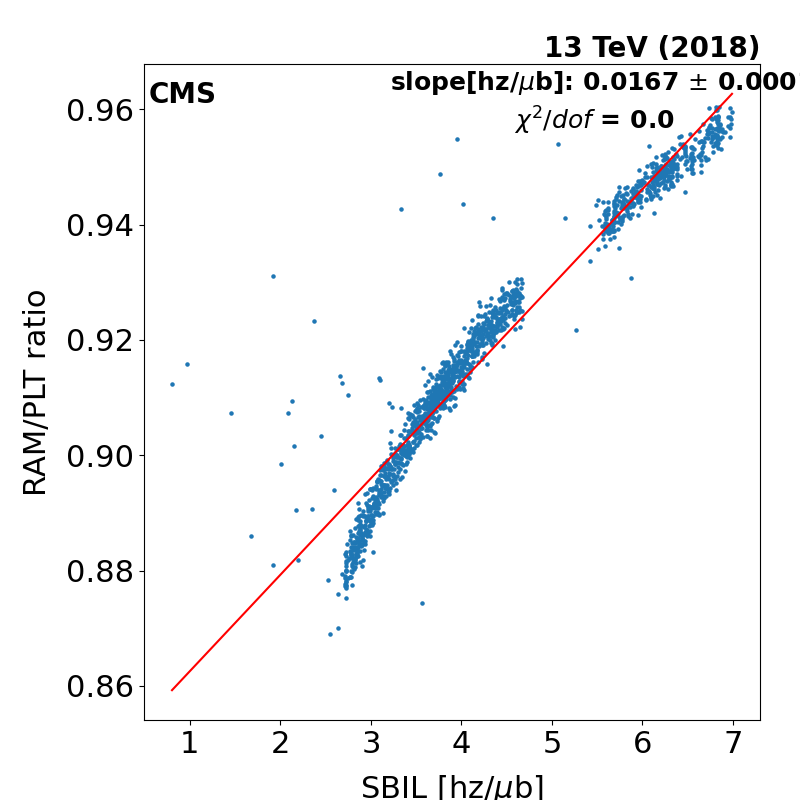 13 TeV (2018)
CMS
slope[hz/μb]: 0.0167 ± 0.000
χ²/dof = 0.0
0.96
0.94
0.92
0.90
0.88
0.86
RAM/PLT ratio
1 2 3 4 5 6 7
SBIL [hz/μb]